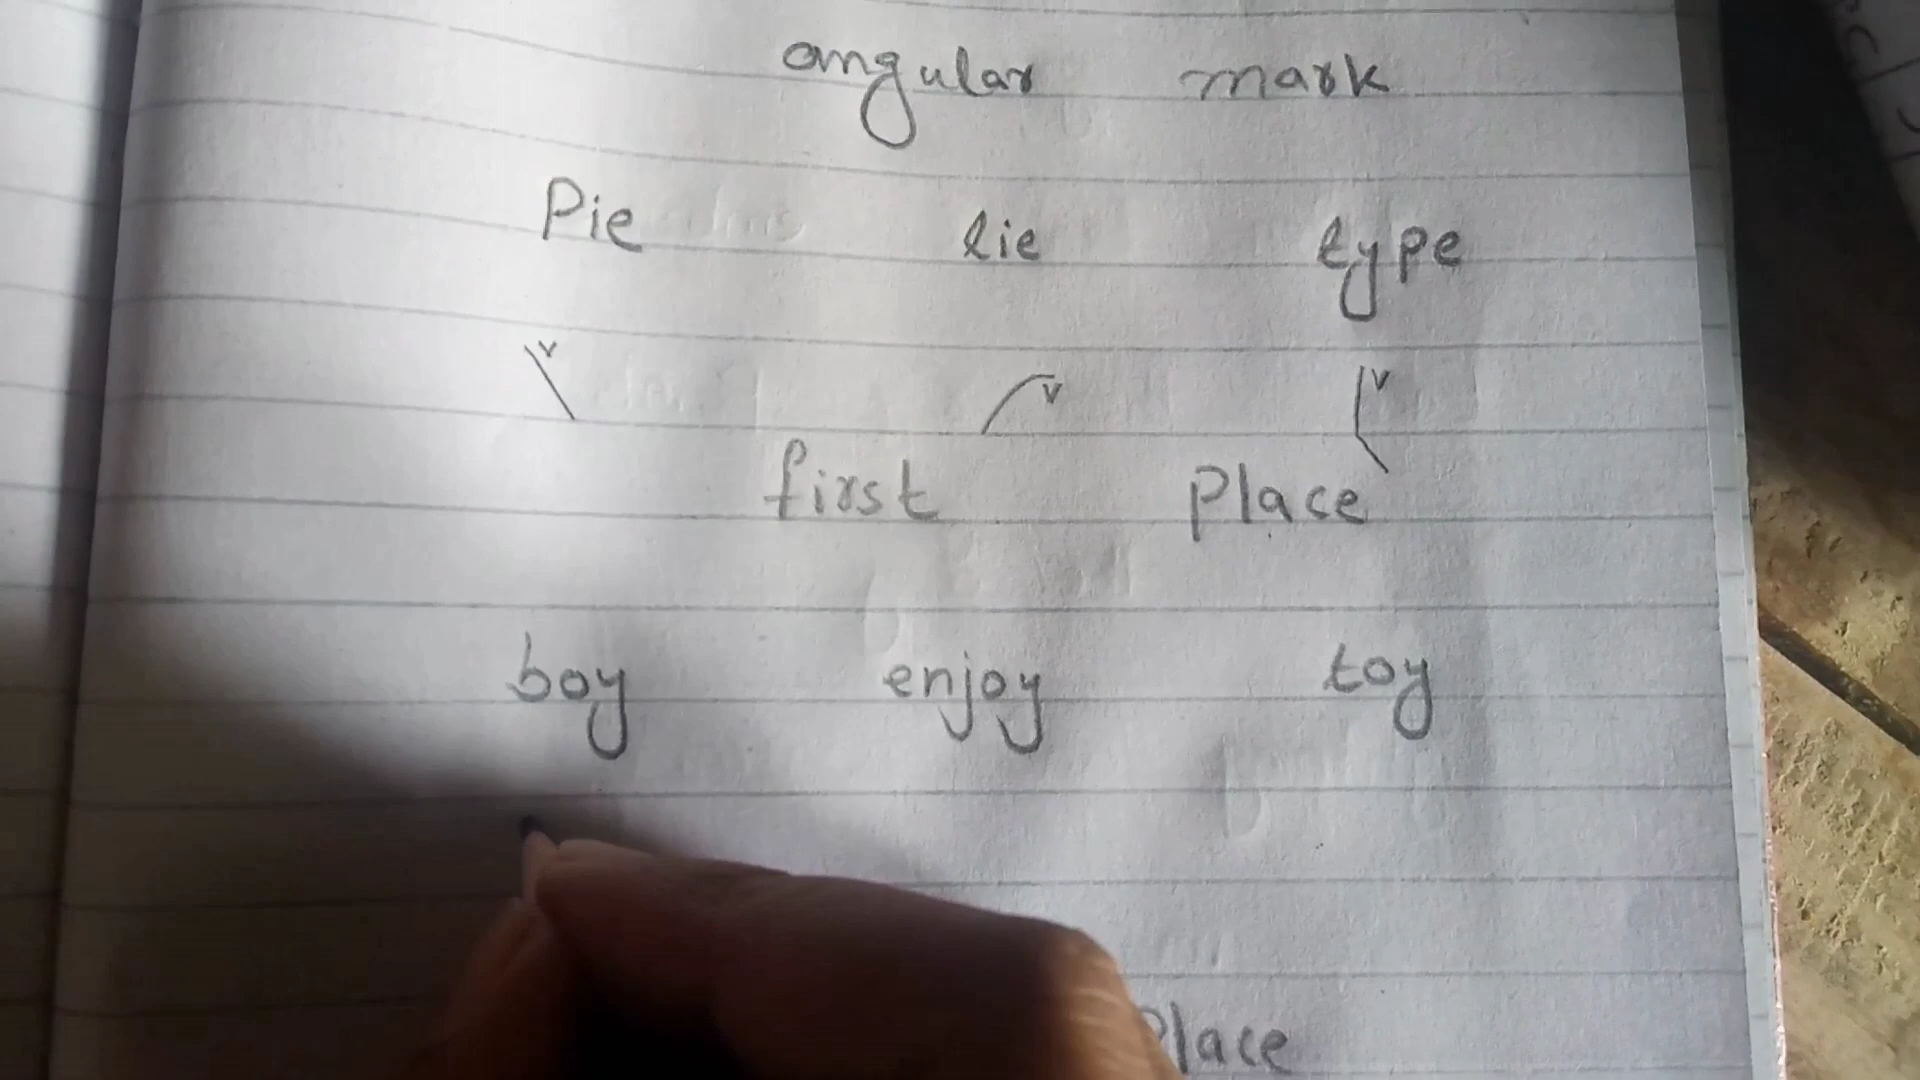 angular mark
Pie lie type
first Place
boy enjoy toy
Place